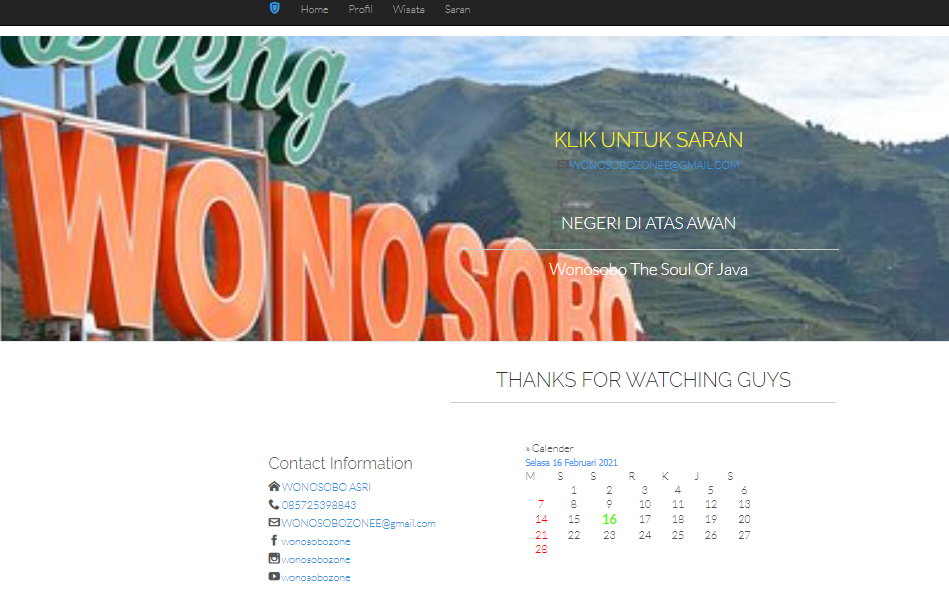 Home Profil Wisata Saran
Dieng
WONOSOBO
KLIK UNTUK SARAN
WONOSOBOZONEE@GMAIL.COM
NEGERI DI ATAS AWAN
Wonosobo The Soul Of Java
THANKS FOR WATCHING GUYS
Contact Information
WONOSOBO ASRI
085725398843
WONOSOBOZONEE@gmail.com
wonosobozone
wonosobozone
wonosobozone
» Calender
Selasa 16 Februari 2021
M S S R K J S
1 2 3 4 5 6
7 8 9 10 11 12 13
14 15 16 17 18 19 20
21 22 23 24 25 26 27
28